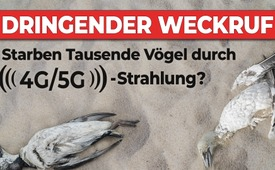 DRINGENDER WECKRUF
Starben Tausende Vögel durch
4G/5G -Strahlung?